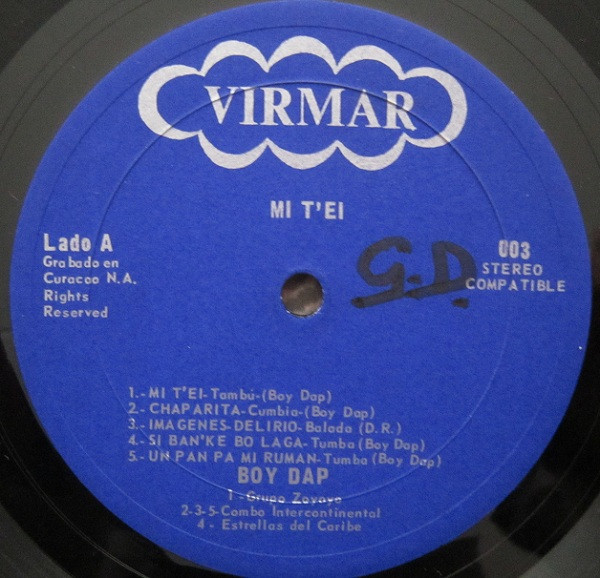 VIRMAR
MI T'EI
Lado A
Grabado en
Curacao N.A.
Rights
Reserved
G.D.
003
STEREO
COMPATIBLE
1.-MI T'EI-Tambú-(Boy Dap)
2.-CHAPARITA-Cumbia-(Boy Dap)
3.-IMAGENES-DELIRIO-Balada (D.R.)
4.-SI BAN'KE BO LAGA-Tumba (Boy Dap)
5.-UN PAN PA MI RUMAN-Tumba (Boy Dap)
BOY DAP
1-Grupo Zoyoyo
2-3-5-Combo Intercontinental
4 - Estrellas del Caribe